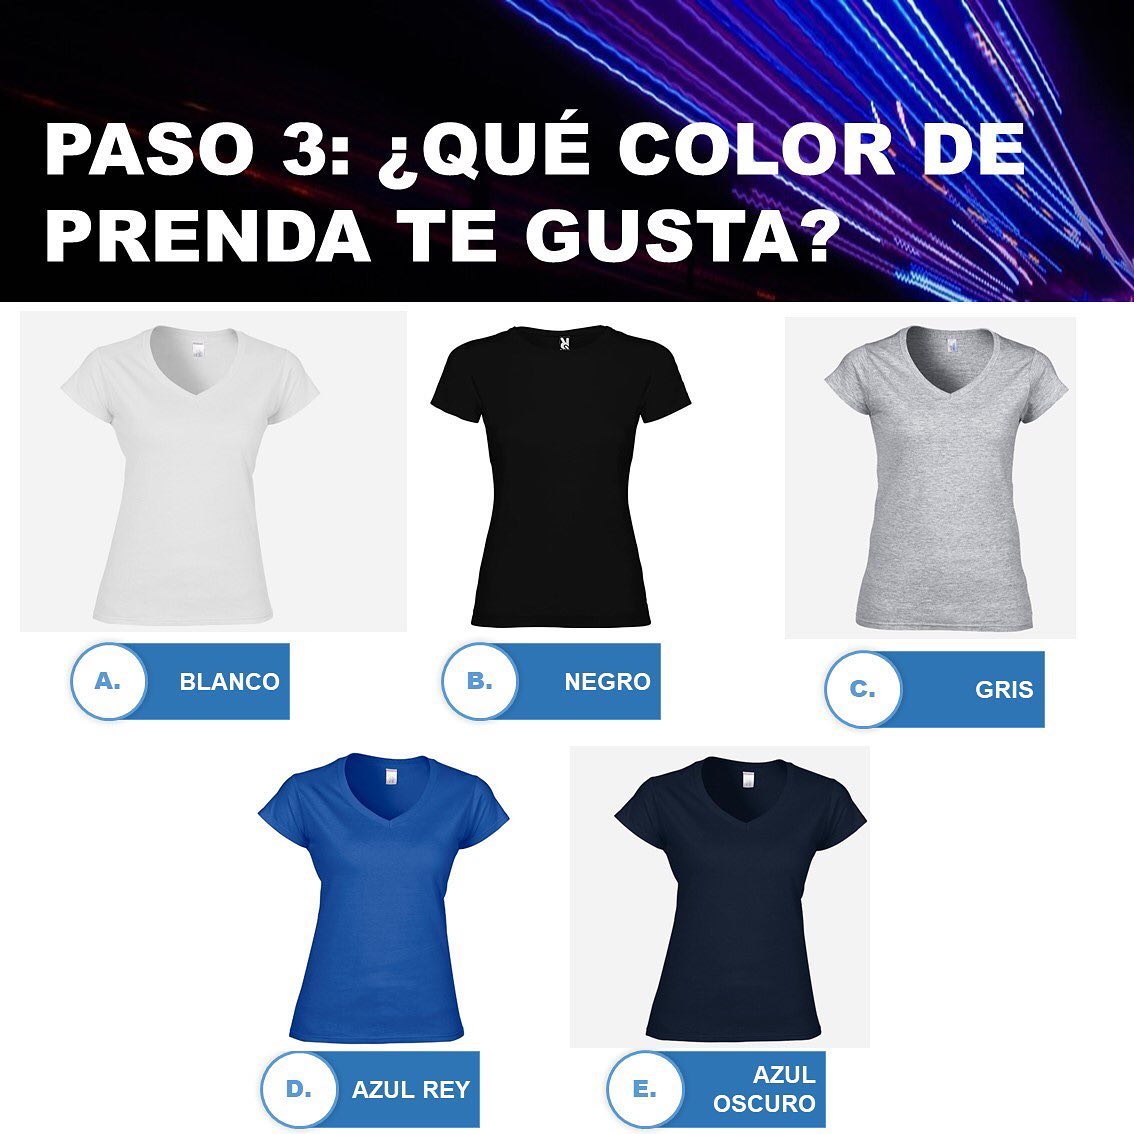 PASO 3: ¿QUÉ COLOR DE
PRENDA TE GUSTA?
A. BLANCO
B. NEGRO
C. GRIS
D. AZUL REY
E. AZUL
OSCURO